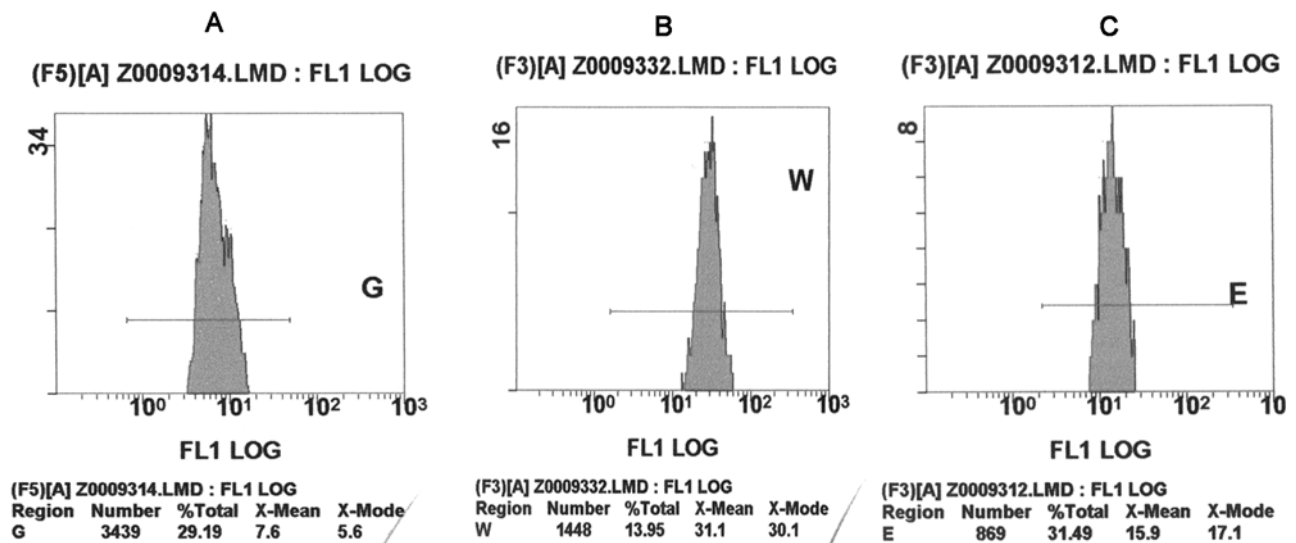 A
(F5)[A] Z0009314.LMD : FL1 LOG
34
G
10⁰ 10¹ 10² 10³
FL1 LOG
(F5)[A] Z0009314.LMD : FL1 LOG
Region Number %Total X-Mean X-Mode
G 3439 29.19 7.6 5.6
B
(F3)[A] Z0009332.LMD : FL1 LOG
16
W
10⁰ 10¹ 10² 10³
FL1 LOG
(F3)[A] Z0009332.LMD : FL1 LOG
Region Number %Total X-Mean X-Mode
W 1448 13.95 31.1 30.1
C
(F3)[A] Z0009312.LMD : FL1 LOG
8
E
10⁰ 10¹ 10² 10
FL1 LOG
(F3)[A] Z0009312.LMD : FL1 LOG
Region Number %Total X-Mean X-Mode
E 869 31.49 15.9 17.1